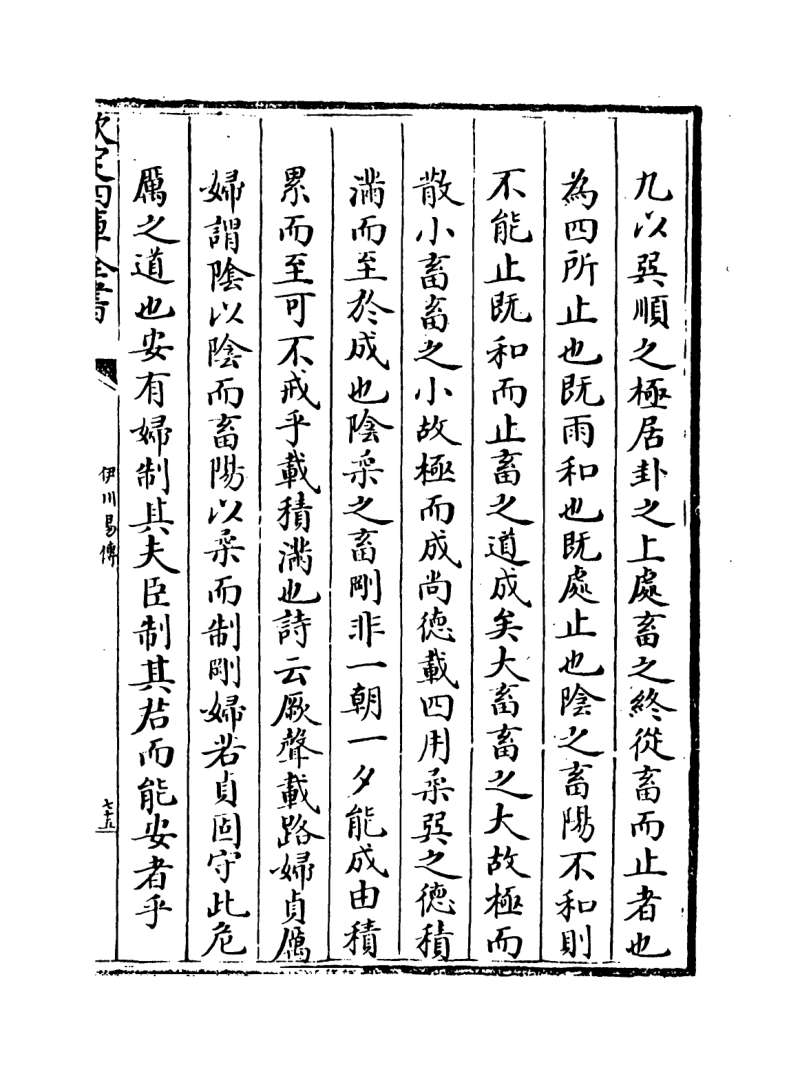 九以巽順之極居卦之上處畜之終從畜而止者也
為四所止也既雨和也既處止也陰之畜陽不和則
不能止既和而止畜之道成矣大畜畜之大故極而
散小畜畜之小故極而成尚德載四用柔巽之德積
滿而至於成也陰柔之畜剛非一朝一夕能成由積
累而至可不戒乎載積滿也詩云厥聲載路婦貞厲
婦謂陰以陰而畜陽以柔而制剛婦若貞固守此危
厲之道也安有婦制其夫臣制其君而能安者乎
欽定四庫全書
伊川易傳
七十五